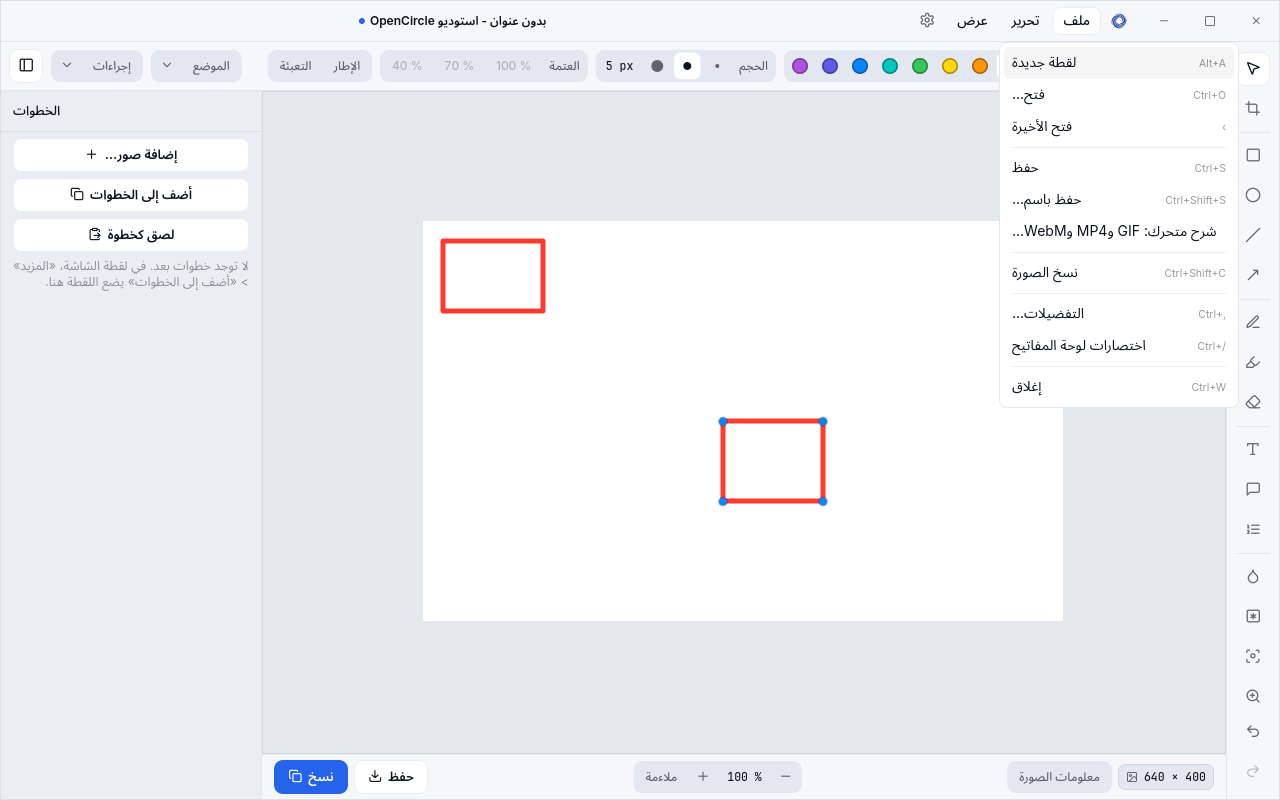 ملف
تحرير
عرض
بدون عنوان - استوديو OpenCircle
الحجم
5 px
العتمة
100 %
70 %
40 %
الإطار
التعبئة
الموضع
إجراءات
لقطة جديدة Alt+A
فتح... Ctrl+O
فتح الأخيرة
حفظ Ctrl+S
حفظ باسم... Ctrl+Shift+S
شرح متحرك: GIF وMP4 وWebM...
نسخ الصورة Ctrl+Shift+C
التفضيلات... Ctrl+,
اختصارات لوحة المفاتيح Ctrl+/
إغلاق Ctrl+W
الخطوات
إضافة صور...
أضف إلى الخطوات
لصق كخطوة
لا توجد خطوات بعد. في لقطة الشاشة، «المزيد»
> «أضف إلى الخطوات» يضع اللقطة هنا.
640 × 400
معلومات الصورة
100 %
ملاءمة
حفظ
نسخ